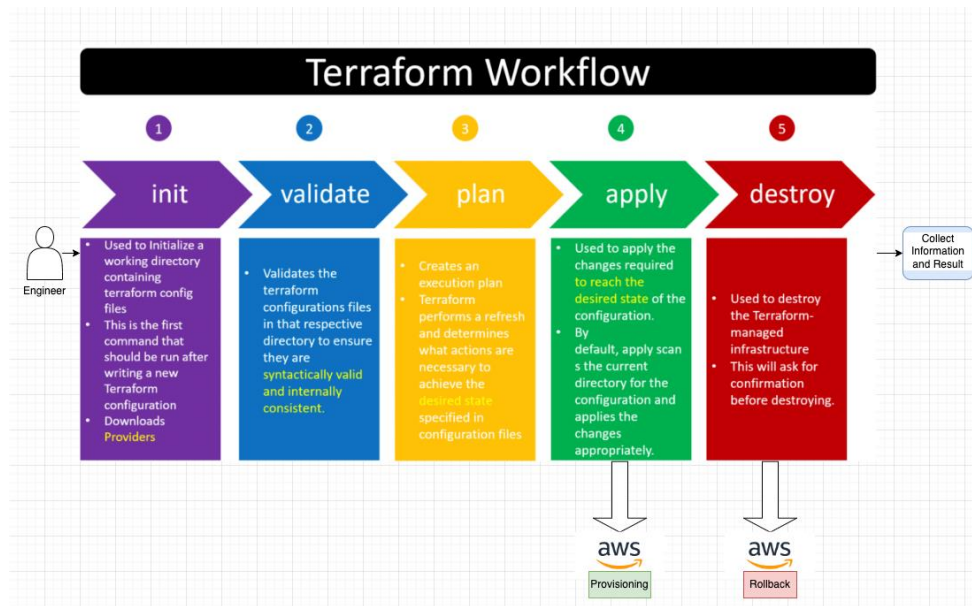 Terraform Workflow
1
2
3
4
5
init
validate
plan
apply
destroy
Engineer
• Used to Initialize a
working directory
containing
terraform config
files
• This is the first
command that
should be run after
writing a new
Terraform
configuration
• Downloads
Providers
• Validates the
terraform
configurations files
in that respective
directory to ensure
they are
syntactically valid
and internally
consistent.
• Creates an
execution plan
• Terraform
performs a refresh
and determines
what actions are
necessary to
achieve the
desired state
specified in
configuration files
• Used to apply the
changes required
to reach the
desired state of the
configuration.
• By
default, apply scan
s the current
directory for the
configuration and
applies the
changes
appropriately.
• Used to destroy
the Terraform-
managed
infrastructure
• This will ask for
confirmation
before destroying.
Collect
Information
and Result
aws
Provisioning
aws
Rollback